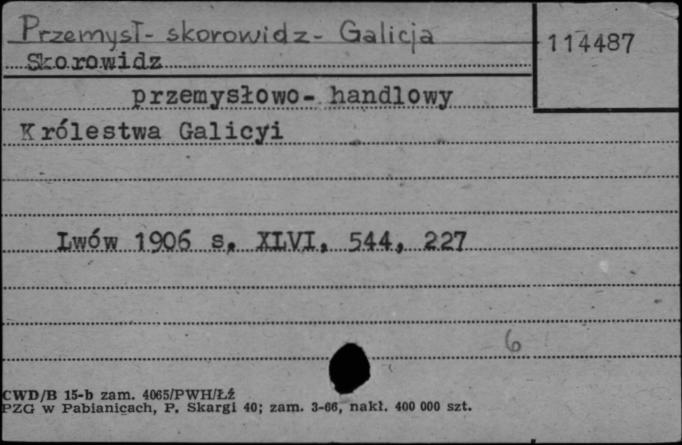 Przemysł - skorowidz - Galicja
114487
Skorowidz
przemysłowo- handlowy
Królestwa Galicyi
Lwów 1906 s. XLVI, 544, 227
6
CWD/B 15-b zam. 4065/PWH/Łź
PZG w Pabianicach, P. Skargi 40; zam. 3-66, nakł. 400 000 szt.